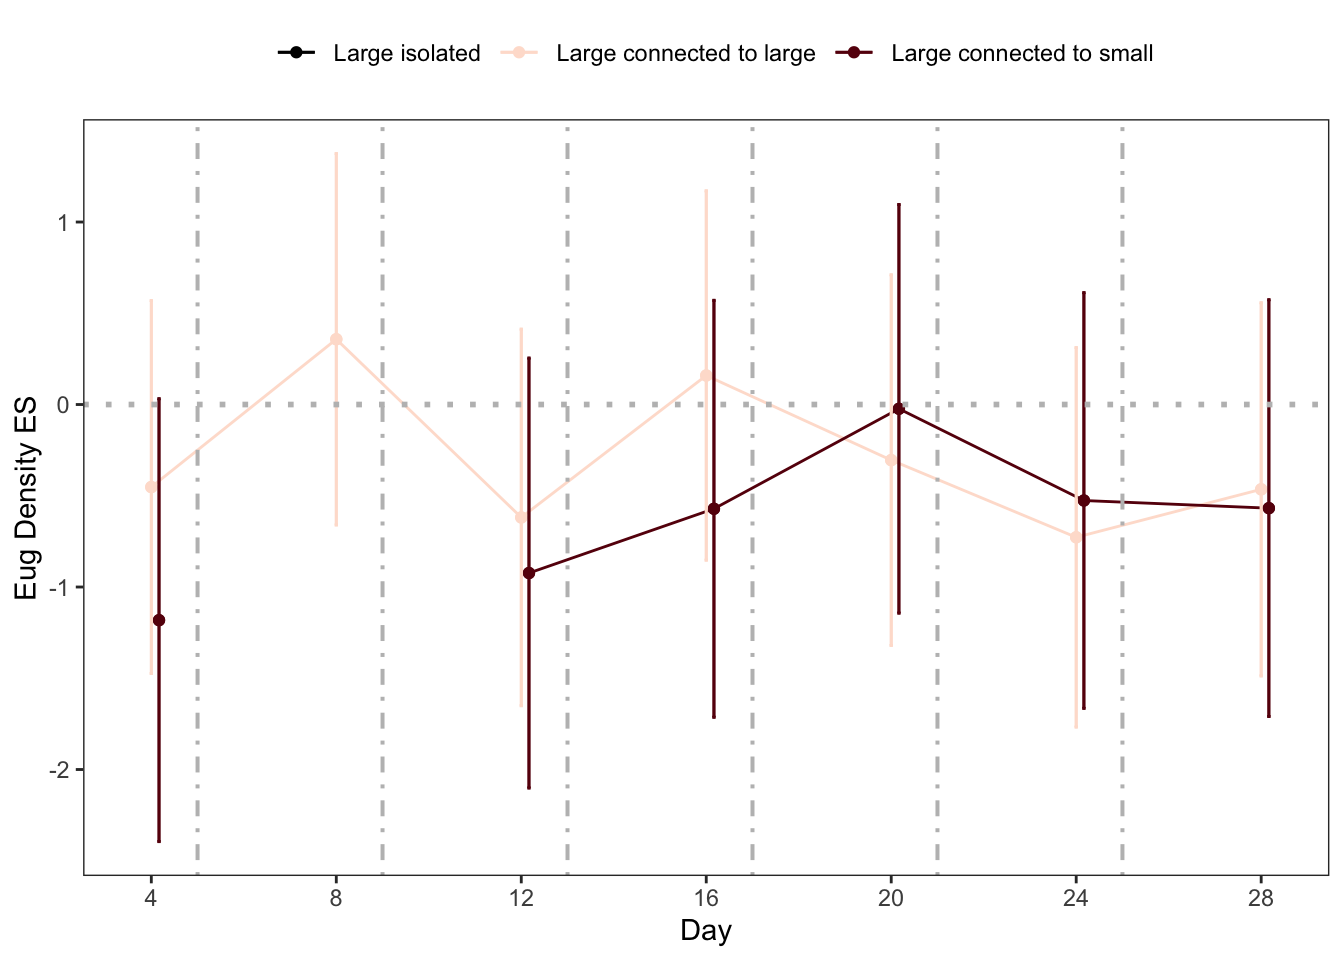 Large isolated Large connected to large Large connected to small
1
0
-1
-2
Eug Density ES
4 8 12 16 20 24 28
Day